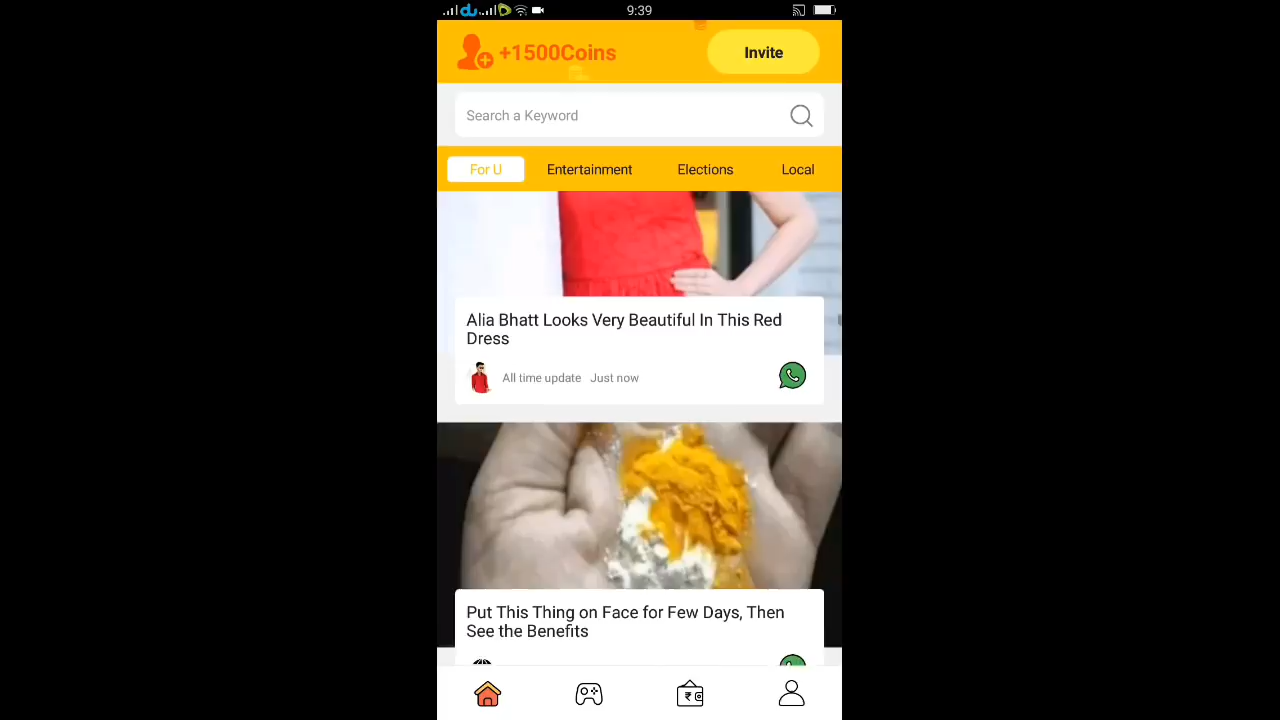 du 9:39
+1500Coins Invite
Search a Keyword
For U Entertainment Elections Local
Alia Bhatt Looks Very Beautiful In This Red
Dress
All time update Just now
Put This Thing on Face for Few Days, Then
See the Benefits
₹